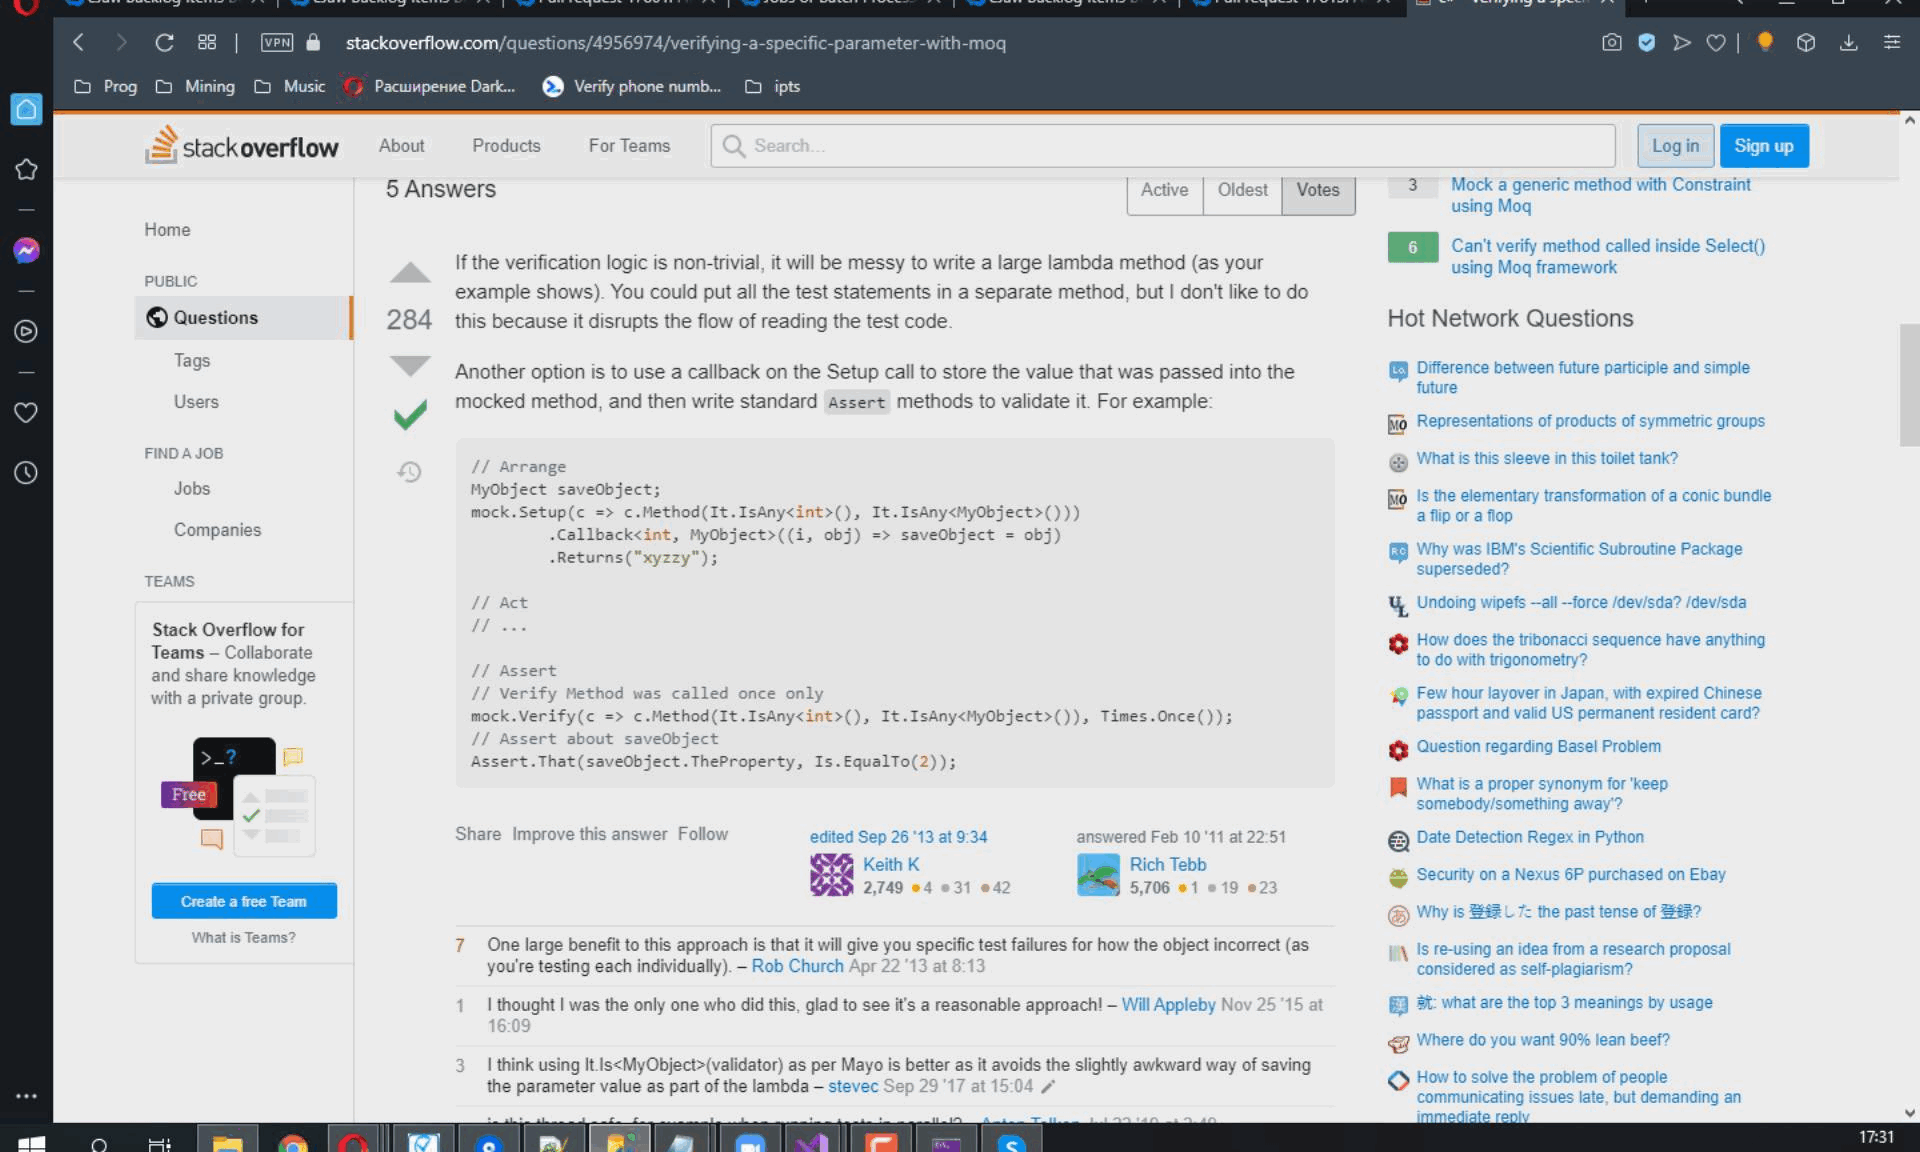 VPN
stackoverflow.com/questions/4956974/verifying-a-specific-parameter-with-moq
Prog
Mining
Music
Расширение Dark...
Verify phone numb...
ipts
stackoverflow
About
Products
For Teams
Search...
Log in
Sign up
Home
PUBLIC
Questions
Tags
Users
FIND A JOB
Jobs
Companies
TEAMS
Stack Overflow for
Teams – Collaborate
and share knowledge
with a private group.
>_?
Free
Create a free Team
What is Teams?
5 Answers
Active
Oldest
Votes
284
If the verification logic is non-trivial, it will be messy to write a large lambda method (as your
example shows). You could put all the test statements in a separate method, but I don't like to do
this because it disrupts the flow of reading the test code.
Another option is to use a callback on the Setup call to store the value that was passed into the
mocked method, and then write standard Assert methods to validate it. For example:
// Arrange
MyObject saveObject;
mock.Setup(c => c.Method(It.IsAny<int>(), It.IsAny<MyObject>()))
.Callback<int, MyObject>((i, obj) => saveObject = obj)
.Returns("xyzzy");
// Act
// ...
// Assert
// Verify Method was called once only
mock.Verify(c => c.Method(It.IsAny<int>(), It.IsAny<MyObject>()), Times.Once());
// Assert about saveObject
Assert.That(saveObject.TheProperty, Is.EqualTo(2));
Share Improve this answer Follow
edited Sep 26 '13 at 9:34
Keith K
2,749 4 31 42
answered Feb 10 '11 at 22:51
Rich Tebb
5,706 1 19 23
7 One large benefit to this approach is that it will give you specific test failures for how the object incorrect (as
you're testing each individually). – Rob Church Apr 22 '13 at 8:13
1 I thought I was the only one who did this, glad to see it's a reasonable approach! – Will Appleby Nov 25 '15 at
16:09
3 I think using It.Is<MyObject>(validator) as per Mayo is better as it avoids the slightly awkward way of saving
the parameter value as part of the lambda – stevec Sep 29 '17 at 15:04
3 Mock a generic method with Constraint
using Moq
6 Can't verify method called inside Select()
using Moq framework
Hot Network Questions
Difference between future participle and simple
future
Representations of products of symmetric groups
What is this sleeve in this toilet tank?
Is the elementary transformation of a conic bundle
a flip or a flop
Why was IBM's Scientific Subroutine Package
superseded?
Undoing wipefs --all --force /dev/sda? /dev/sda
How does the tribonacci sequence have anything
to do with trigonometry?
Few hour layover in Japan, with expired Chinese
passport and valid US permanent resident card?
Question regarding Basel Problem
What is a proper synonym for 'keep
somebody/something away'?
Date Detection Regex in Python
Security on a Nexus 6P purchased on Ebay
Why is 登録した the past tense of 登録?
Is re-using an idea from a research proposal
considered as self-plagiarism?
就: what are the top 3 meanings by usage
Where do you want 90% lean beef?
How to solve the problem of people
communicating issues late, but demanding an
immediate reply
17:31